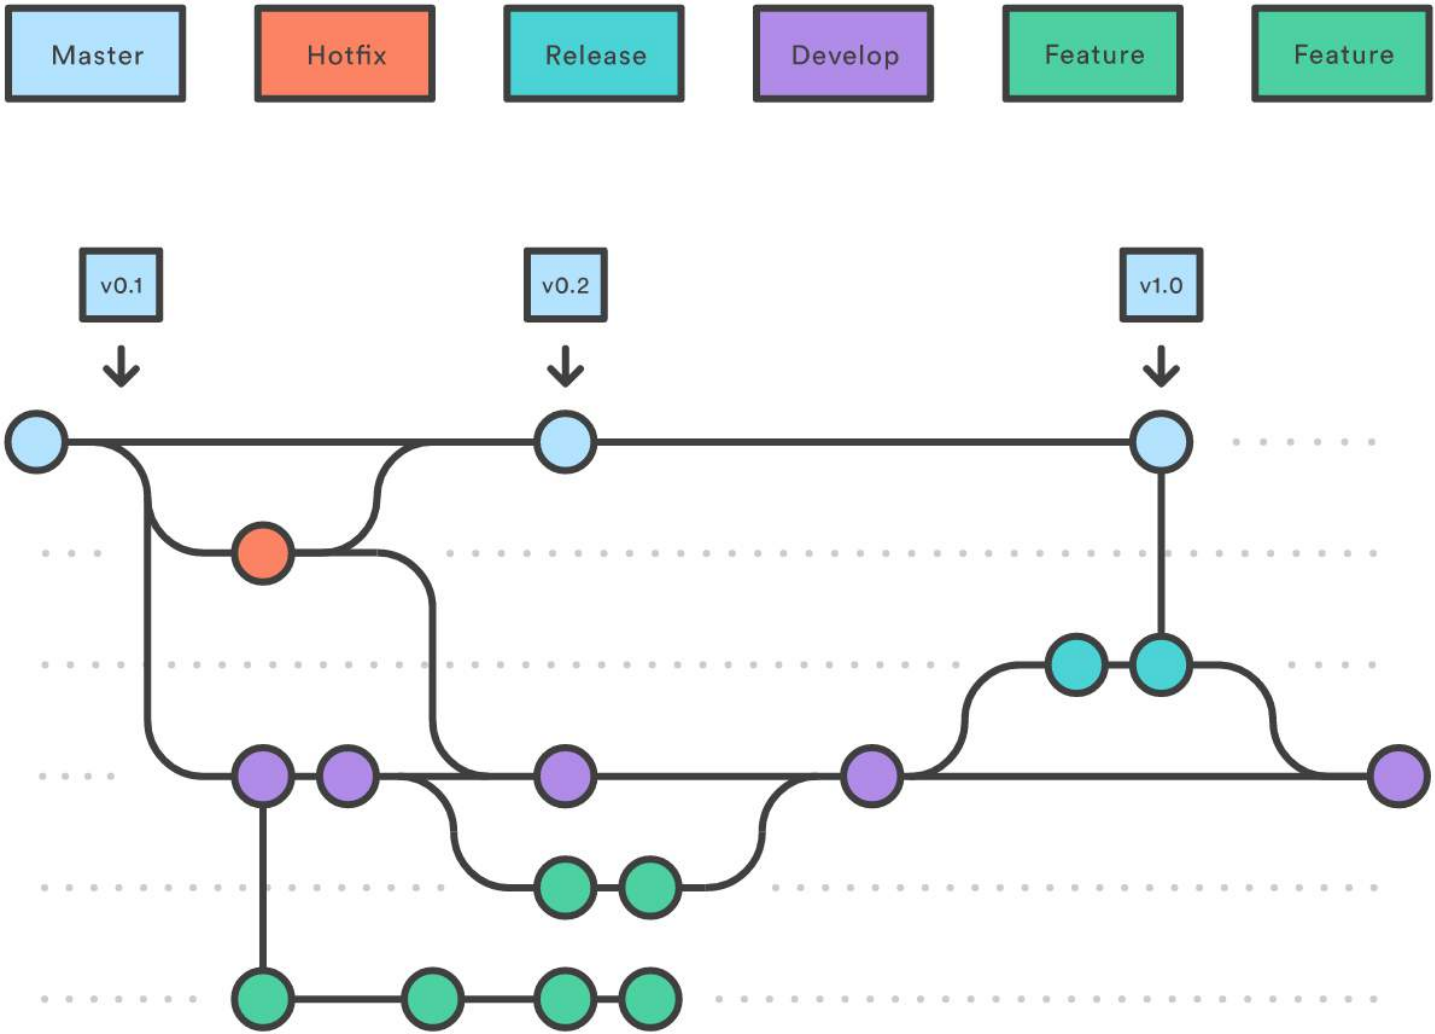 Master
Hotfix
Release
Develop
Feature
Feature
v0.1
v0.2
v1.0